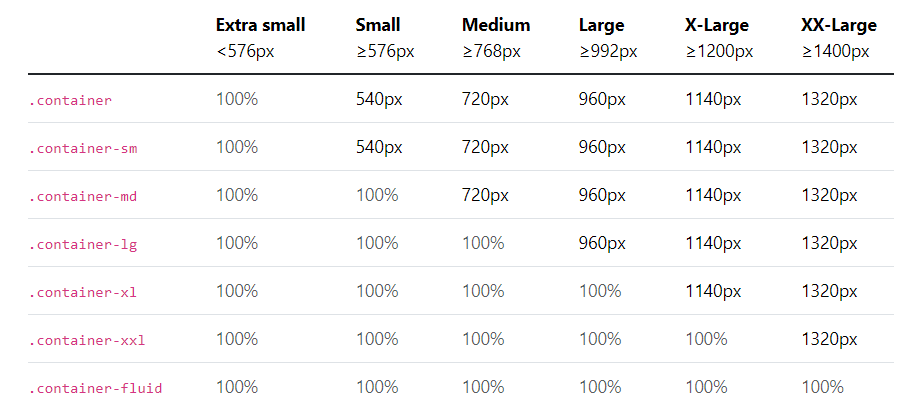 Extra small Small Medium Large X-Large XX-Large
<576px ≥576px ≥768px ≥992px ≥1200px ≥1400px
.container 100% 540px 720px 960px 1140px 1320px
.container-sm 100% 540px 720px 960px 1140px 1320px
.container-md 100% 100% 720px 960px 1140px 1320px
.container-lg 100% 100% 100% 960px 1140px 1320px
.container-xl 100% 100% 100% 100% 1140px 1320px
.container-xxl 100% 100% 100% 100% 100% 1320px
.container-fluid 100% 100% 100% 100% 100% 100%